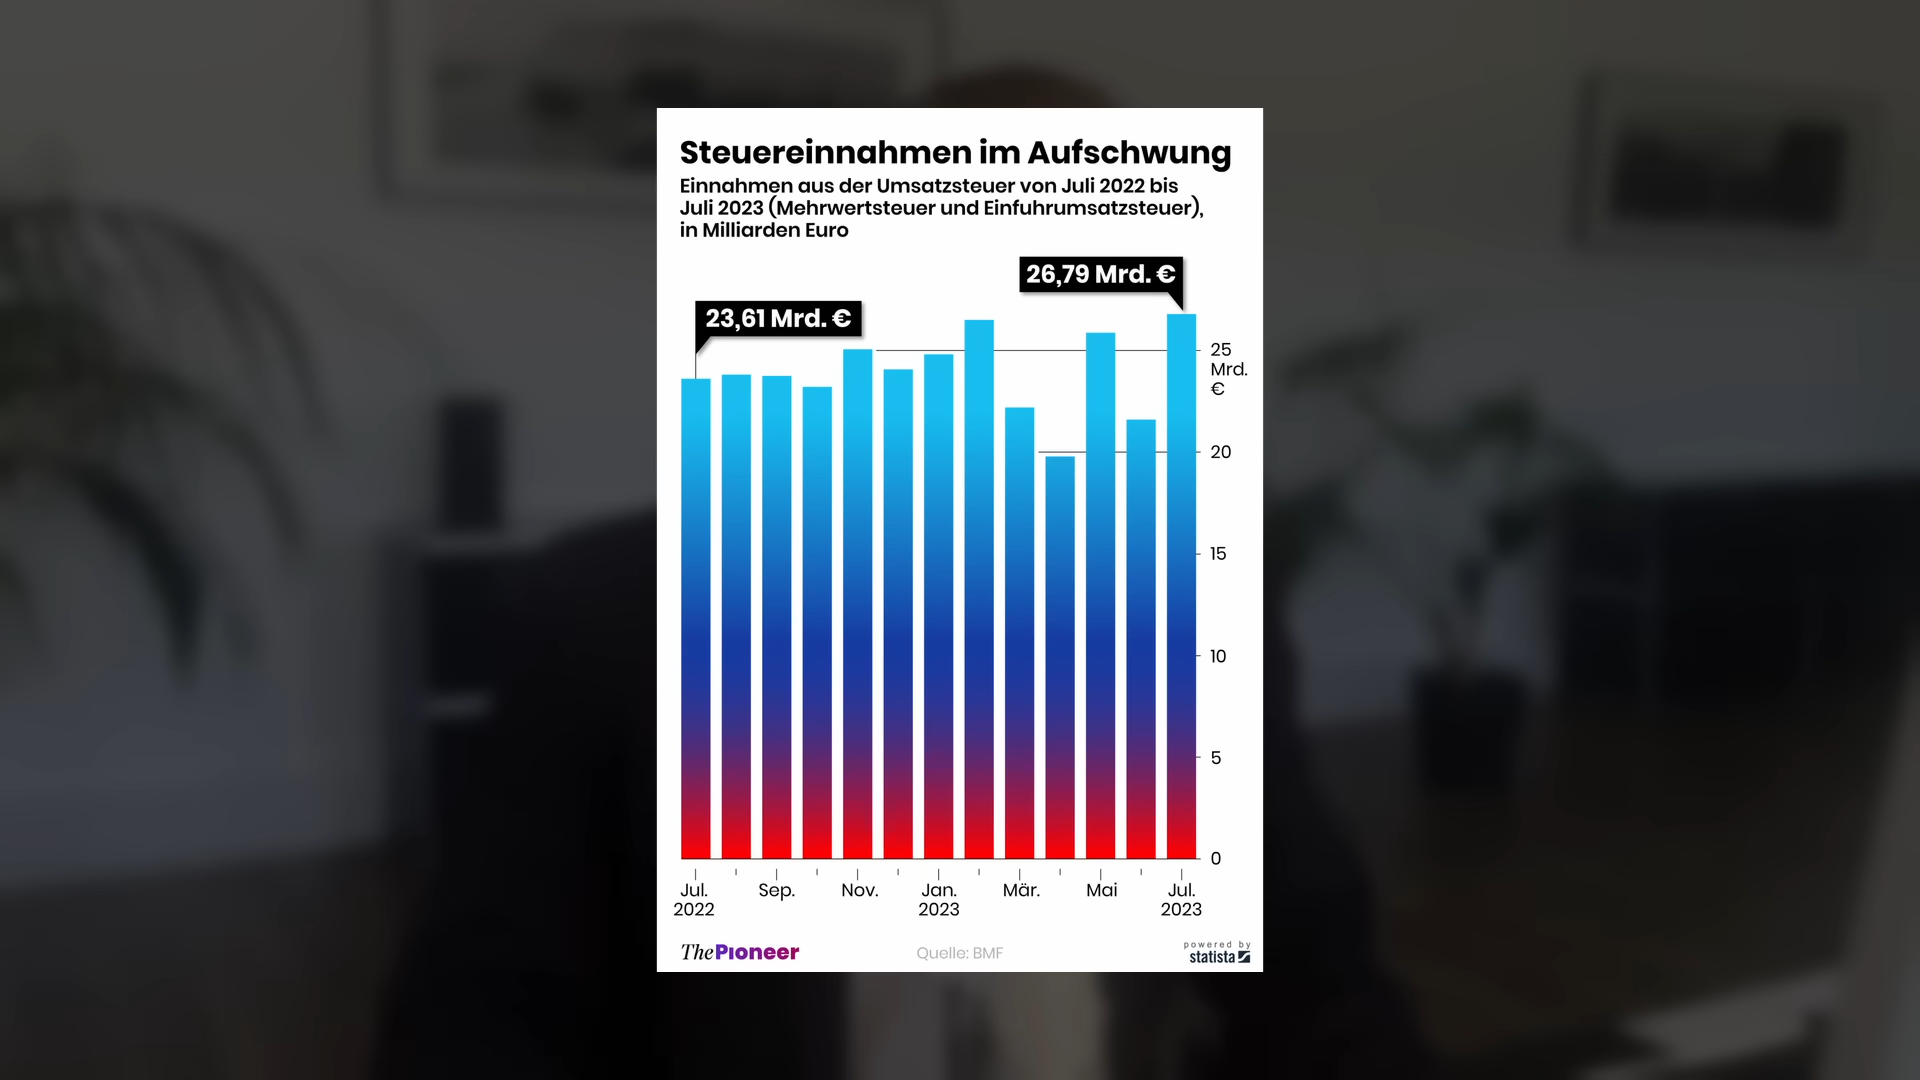 Steuereinnahmen im Aufschwung
Einnahmen aus der Umsatzsteuer von Juli 2022 bis
Juli 2023 (Mehrwertsteuer und Einfuhrumsatzsteuer),
in Milliarden Euro
26,79 Mrd. €
23,61 Mrd. €
25
Mrd.
€
20
15
10
5
0
Jul. Sep. Nov. Jan. Mär. Mai Jul.
2022 2023 2023
The Pioneer Quelle: BMF powered by
statista